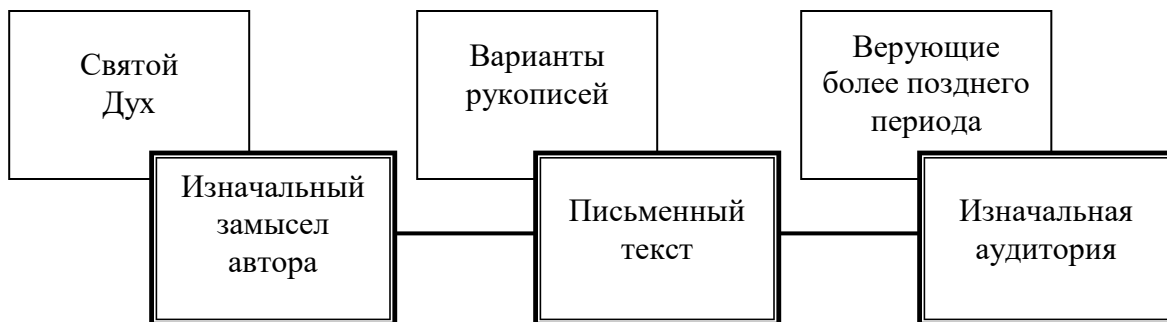 Святой
Дух
Варианты
рукописей
Верующие
более позднего
периода
Изначальный
замысел
автора
Письменный
текст
Изначальная
аудитория